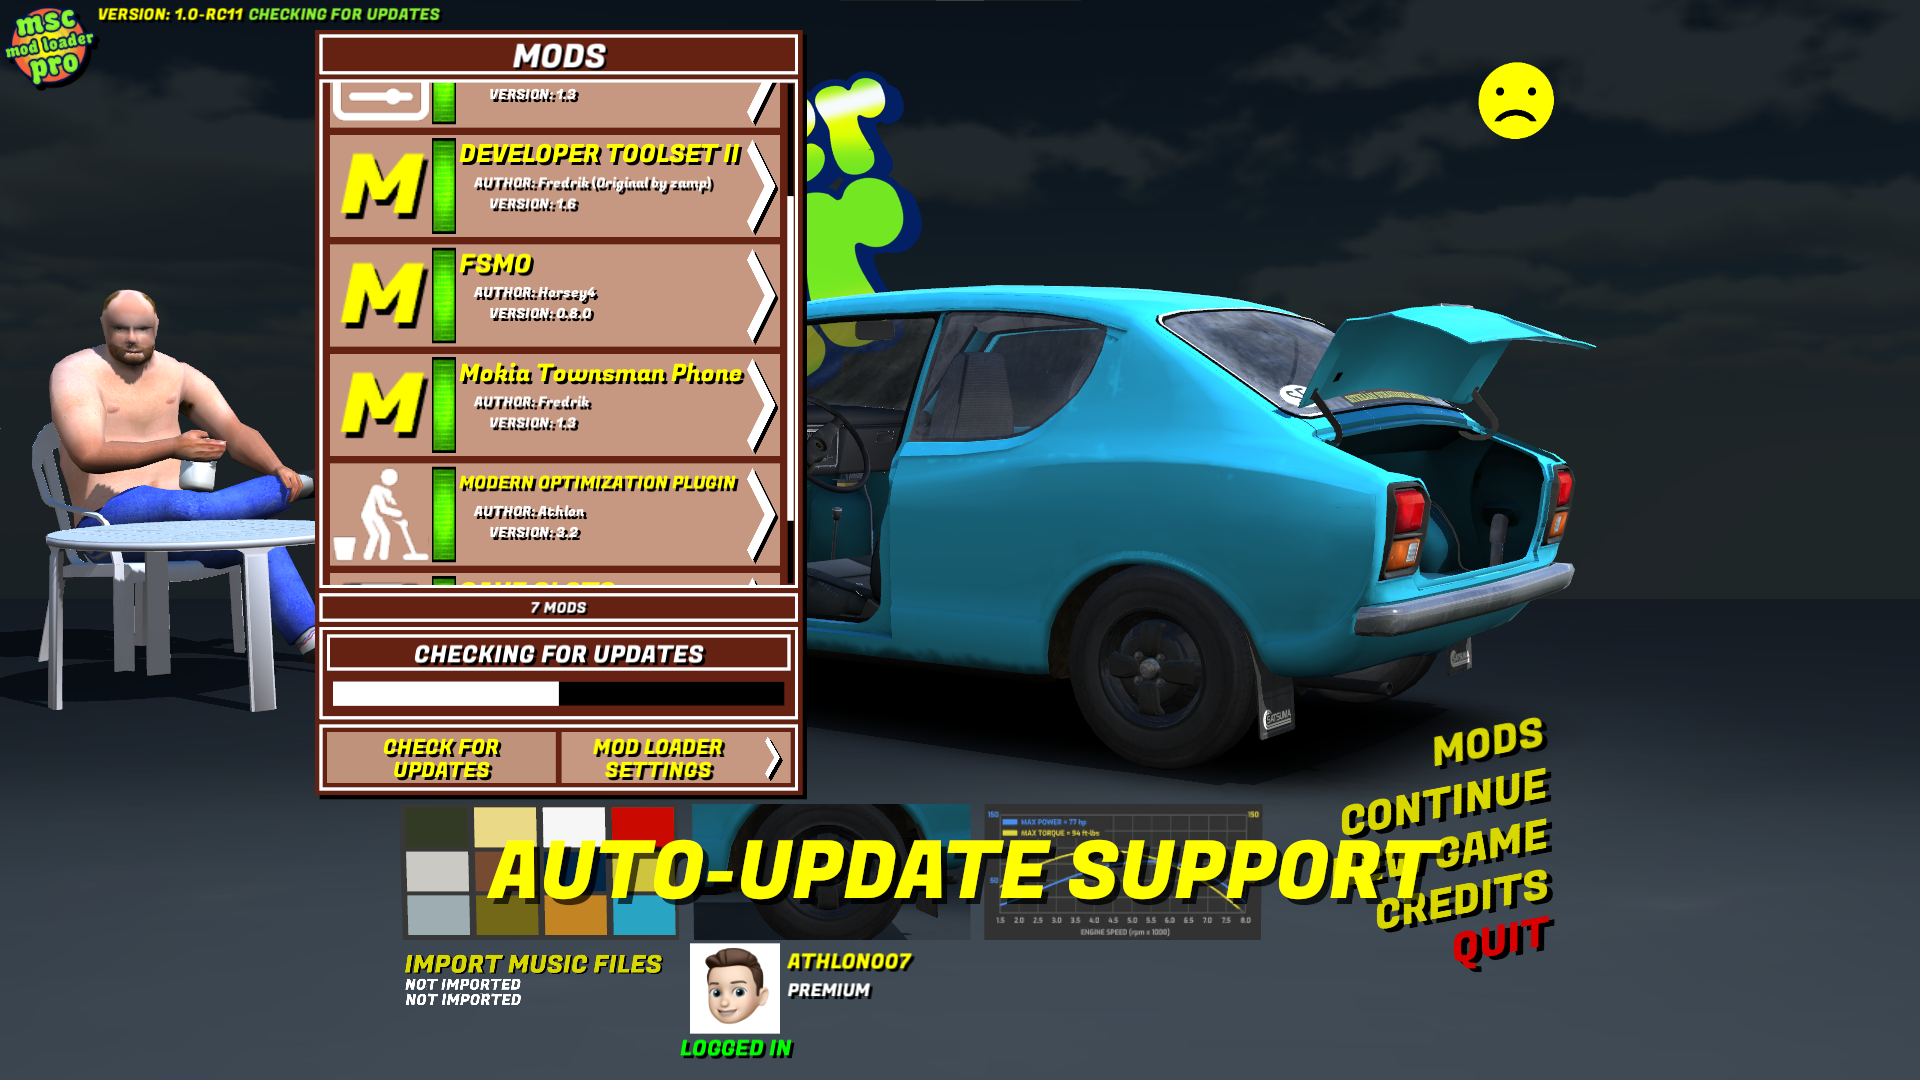 msc
mod loader
pro
VERSION: 1.0-RC11 CHECKING FOR UPDATES
MODS
VERSION: 1.3
DEVELOPER TOOLSET II
AUTHOR: Fredrik (Original by zamp)
VERSION: 1.6
FSMO
AUTHOR: Horsey4
VERSION: 0.8.0
Mokia Townsman Phone
AUTHOR: Fredrik
VERSION: 1.3
MODERN OPTIMIZATION PLUGIN
AUTHOR: Athlon
VERSION: 3.2
SAVE SLOTS
7 MODS
CHECKING FOR UPDATES
CHECK FOR
UPDATES
MOD LOADER
SETTINGS
SATSUMA
MODS
CONTINUE
GAME
CREDITS
QUIT
150
MAX POWER = 77 hp
150
MAX TORQUE = 94 ft-lbs
AUTO-UPDATE SUPPORT
50
1.5 2.0 2.5 3.0 3.5 4.0 4.5 5.0 5.5 6.0 6.5 7.0 7.5 8.0
ENGINE SPEED (rpm x 1000)
IMPORT MUSIC FILES
NOT IMPORTED
NOT IMPORTED
ATHLON007
PREMIUM
LOGGED IN